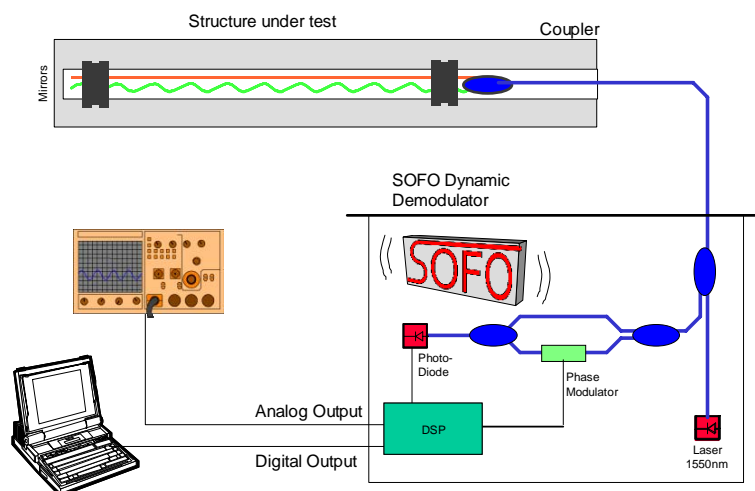 Structure under test
Coupler
Mirrors
SOFO Dynamic
Demodulator
SOFO
Photo-
Diode
Phase
Modulator
Analog Output
DSP
Digital Output
Laser
1550nm